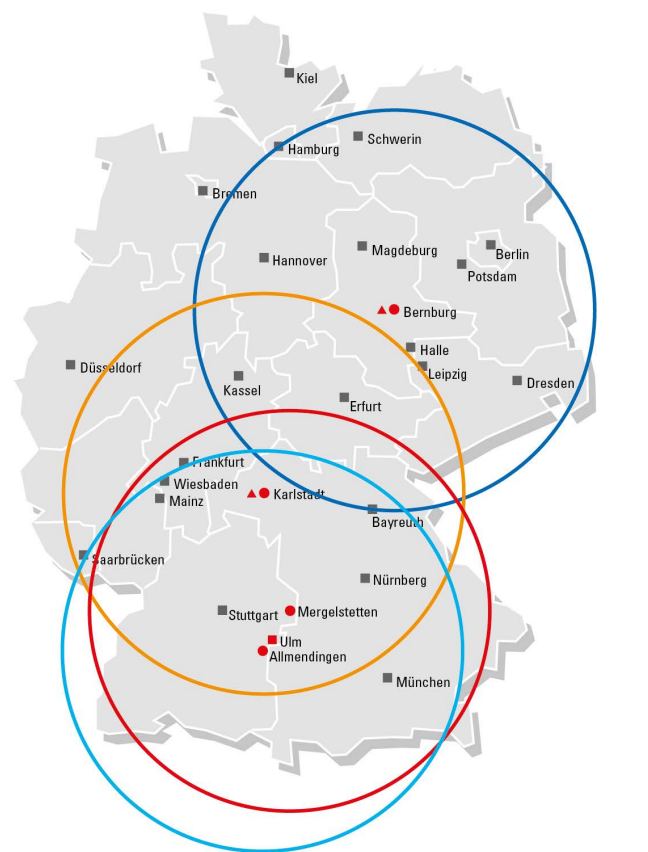 Kiel
Schwerin
Hamburg
Bremen
Magdeburg
Berlin
Hannover
Potsdam
Bernburg
Halle
Düsseldorf
Leipzig
Dresden
Kassel
Erfurt
Frankfurt
Wiesbaden
Karlstadt
Mainz
Bayreuth
Saarbrücken
Nürnberg
Stuttgart
Mergelstetten
Ulm
Allmendingen
München